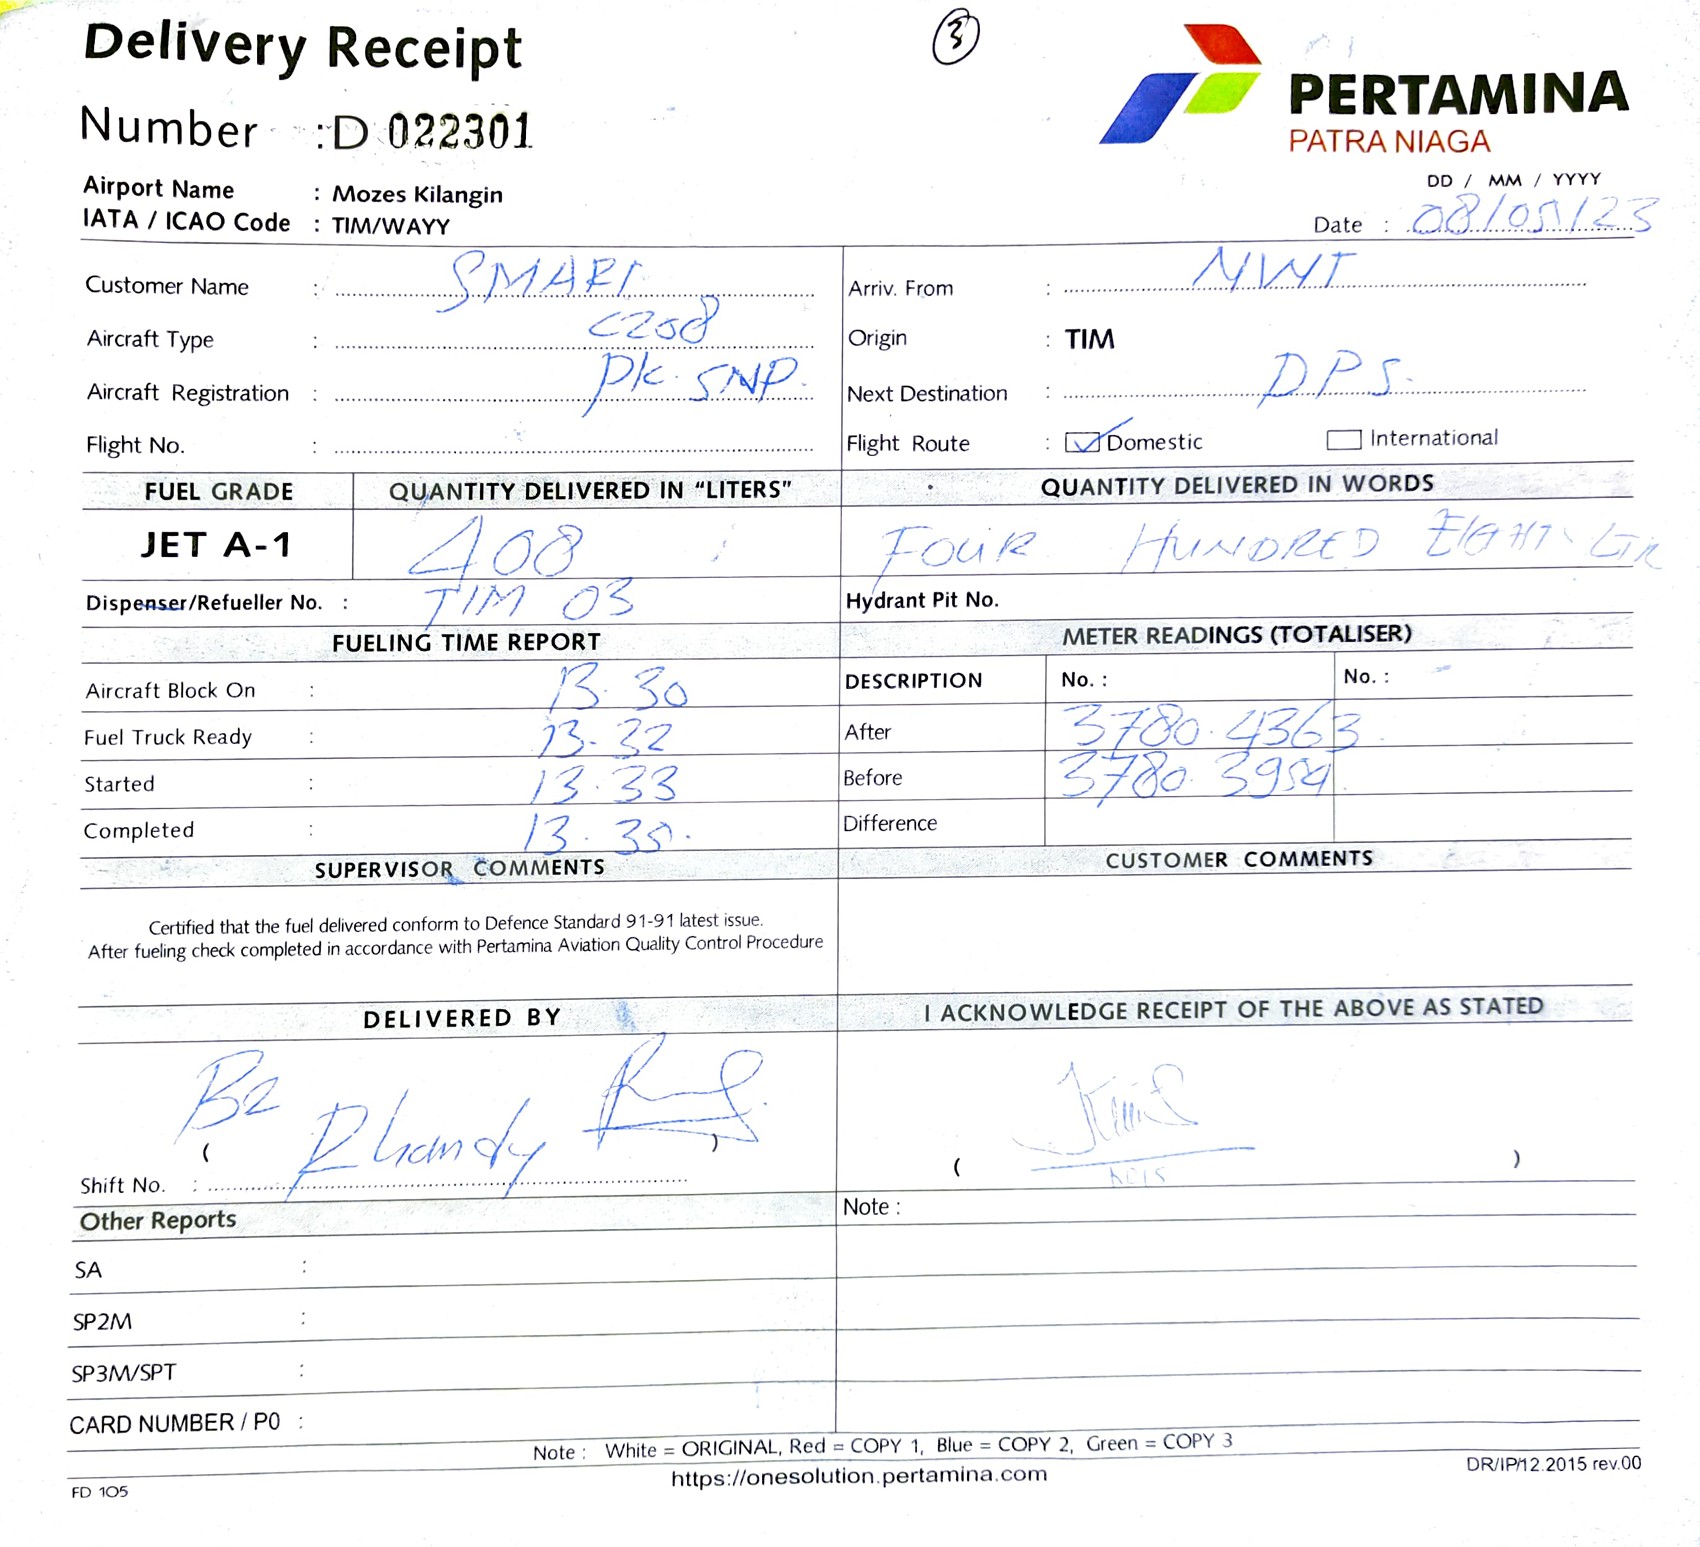 Delivery Receipt
3
PERTAMINA
PATRA NIAGA
Number : D 022301
Airport Name : Mozes Kilangin
IATA / ICAO Code : TIM/WAYY
DD / MM / YYYY
Date : 08/05/23
Customer Name : SMART
Aircraft Type : C208
Aircraft Registration : PK. SNP.
Flight No. :
Arriv. From : NWT
Origin : TIM
Next Destination : DPS.
Flight Route : Domestic International
FUEL GRADE QUANTITY DELIVERED IN "LITERS" QUANTITY DELIVERED IN WORDS
JET A-1 408 FOUR HUNDRED EIGHT LTR
Dispenser/Refueller No. : TIM 03 Hydrant Pit No.
FUELING TIME REPORT METER READINGS (TOTALISER)
Aircraft Block On : 13.30
Fuel Truck Ready : 13.32
Started : 13.33
Completed : 13.35.
DESCRIPTION No. : No. :
After 3780.4363
Before 3780.3954
Difference
SUPERVISOR COMMENTS CUSTOMER COMMENTS
Certified that the fuel delivered conform to Defence Standard 91-91 latest issue.
After fueling check completed in accordance with Pertamina Aviation Quality Control Procedure
DELIVERED BY I ACKNOWLEDGE RECEIPT OF THE ABOVE AS STATED
B2 Rhandy
( ) ( )
Shift No. :
Other Reports Note :
SA :
SP2M :
SP3M/SPT :
CARD NUMBER / P0 :
Note : White = ORIGINAL, Red = COPY 1, Blue = COPY 2, Green = COPY 3
https://onesolution.pertamina.com
DR/IP/12.2015 rev.00
FD 105